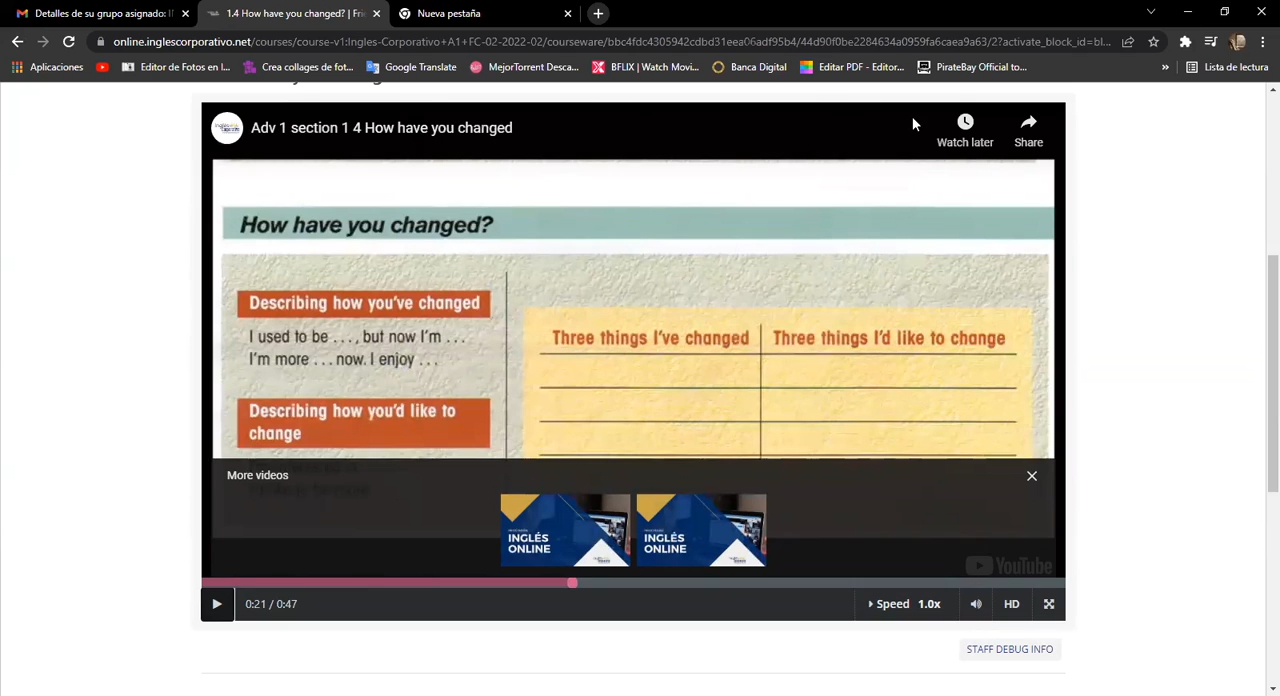 Detalles de su grupo asignado: I
1.4 How have you changed? | Fri
Nueva pestaña
online.inglescorporativo.net/courses/course-v1:Ingles-Corporativo+A1+FC-02-2022-02/courseware/bbc4fdc4305942cdbd31eea06adf95b4/44d90f0be2284634a0959fa6caea9a63/2?activate_block_id=bl...
Aplicaciones
Editor de Fotos en l...
Crea collages de fot...
Google Translate
MejorTorrent Desca...
BFLIX | Watch Movi...
Banca Digital
Editar PDF - Editor...
PirateBay Official to...
»
Lista de lectura
Adv 1 section 1 4 How have you changed
Watch later
Share
How have you changed?
Describing how you've changed
I used to be ..., but now I'm ...
I'm more ... now. I enjoy ...
Describing how you'd like to
change
Three things I've changed
Three things I'd like to change
More videos
INGLÉS
ONLINE
INGLÉS
ONLINE
YouTube
0:21 / 0:47
Speed 1.0x
HD
STAFF DEBUG INFO